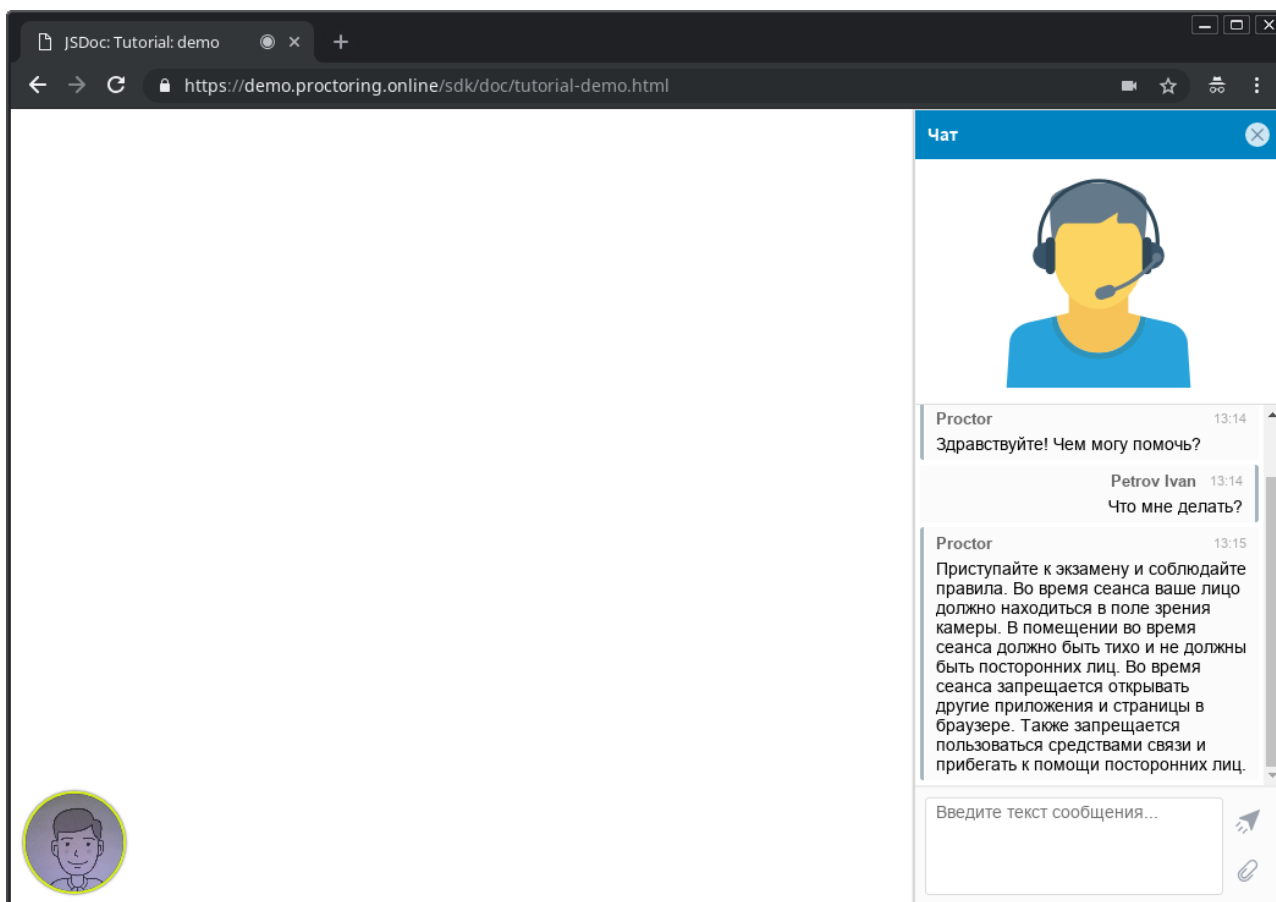 JSDoc: Tutorial: demo
https://demo.proctoring.online/sdk/doc/tutorial-demo.html
Чат
Proctor 13:14
Здравствуйте! Чем могу помочь?
Petrov Ivan 13:14
Что мне делать?
Proctor 13:15
Приступайте к экзамену и соблюдайте
правила. Во время сеанса ваше лицо
должно находиться в поле зрения
камеры. В помещении во время
сеанса должно быть тихо и не должны
быть посторонних лиц. Во время
сеанса запрещается открывать
другие приложения и страницы в
браузере. Также запрещается
пользоваться средствами связи и
прибегать к помощи посторонних лиц.
Введите текст сообщения...